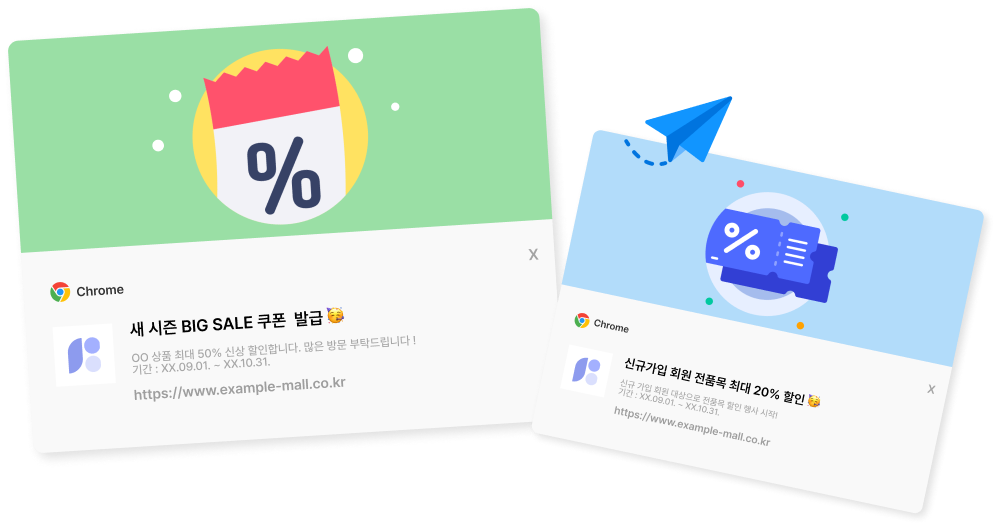 %
X
Chrome
새 시즌 BIG SALE 쿠폰 발급 🥳
OO 상품 최대 50% 신상 할인합니다. 많은 방문 부탁드립니다 !
기간 : XX.09.01. ~ XX.10.31.
https://www.example-mall.co.kr
%
X
Chrome
신규가입 회원 전품목 최대 20% 할인 🥳
신규 가입 회원 대상으로 전품목 할인 행사 시작!
기간 : XX.09.01. ~ XX.10.31.
https://www.example-mall.co.kr